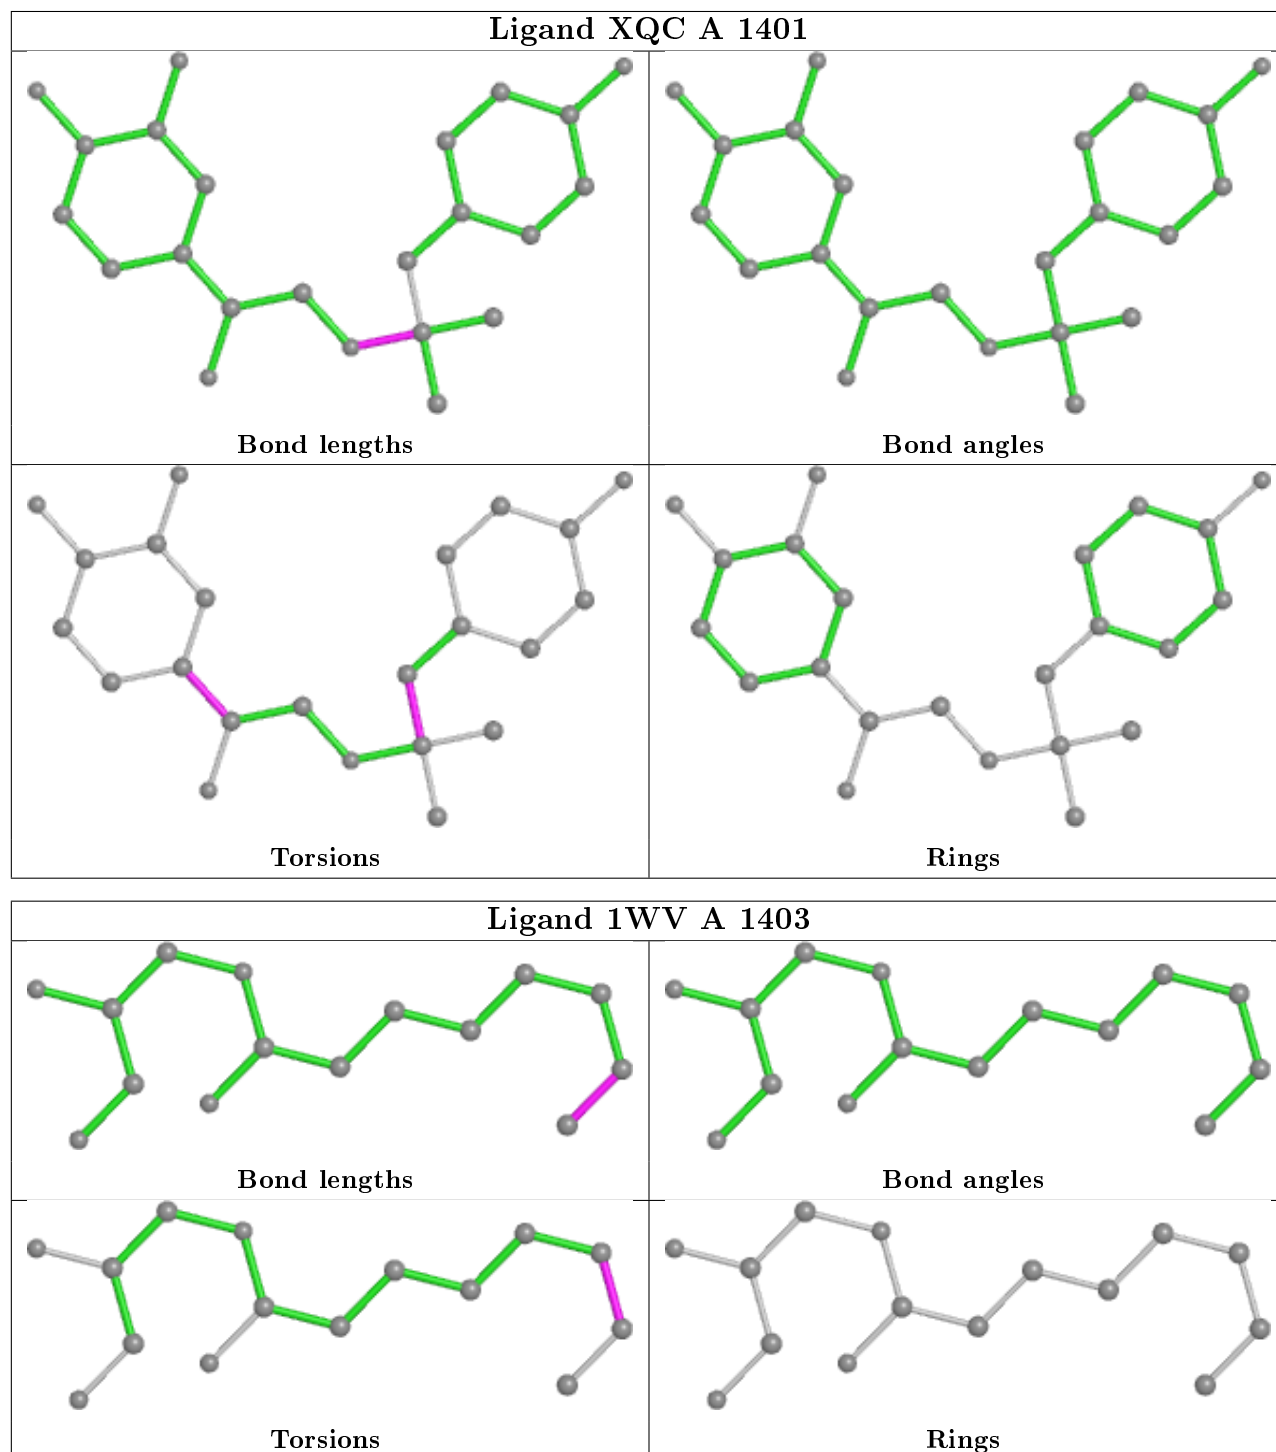 Ligand XQC A 1401
Bond lengths
Bond angles
Torsions
Rings
Ligand 1WV A 1403
Bond lengths
Bond angles
Torsions
Rings